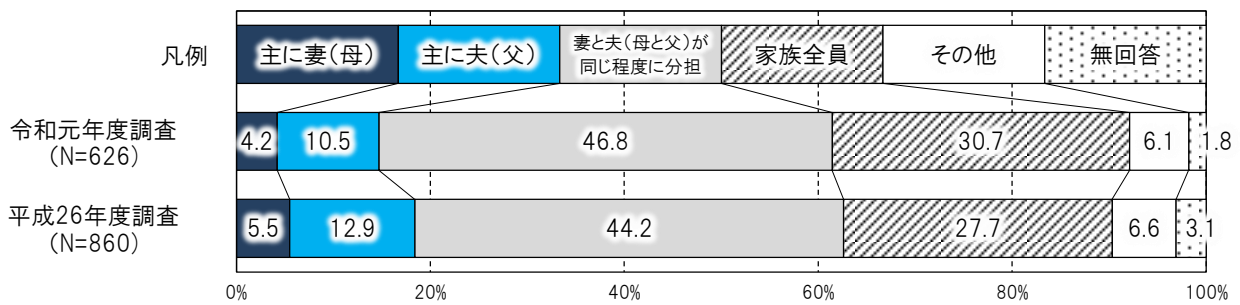 凡例
主に妻(母)
主に夫(父)
妻と夫(母と父)が
同じ程度に分担
家族全員
その他
無回答
令和元年度調査
(N=626)
4.2
10.5
46.8
30.7
6.1
1.8
平成26年度調査
(N=860)
5.5
12.9
44.2
27.7
6.6
3.1
0%
20%
40%
60%
80%
100%